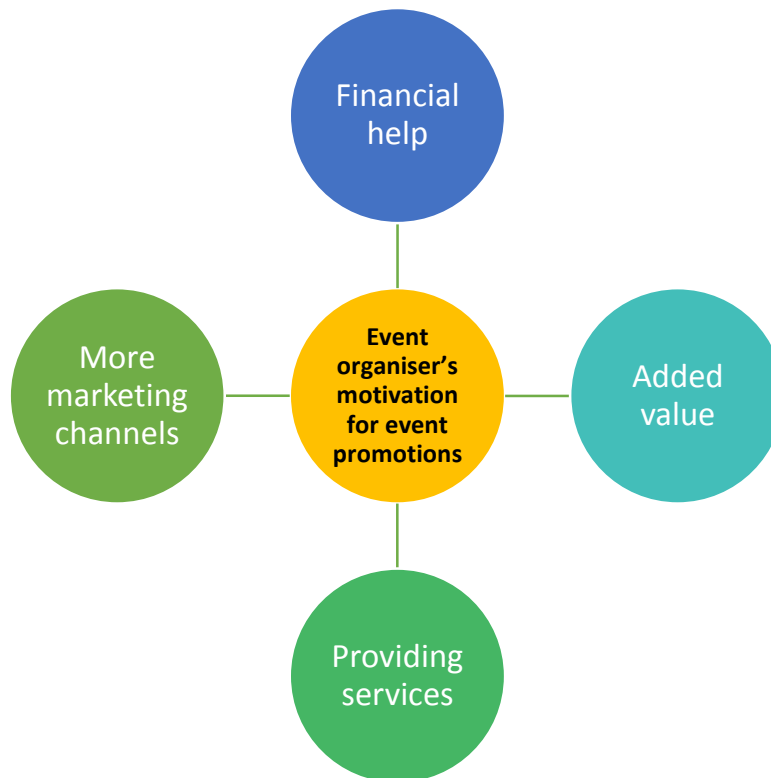 Financial
help
More
marketing
channels
Event
organiser’s
motivation
for event
promotions
Added
value
Providing
services